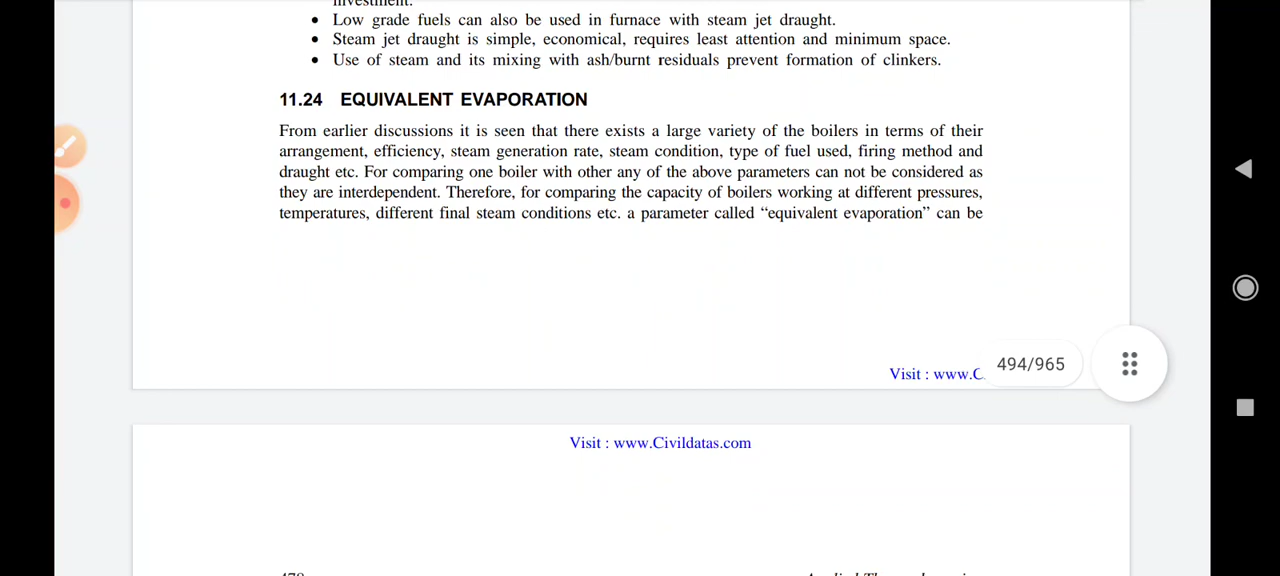 • Low grade fuels can also be used in furnace with steam jet draught.
• Steam jet draught is simple, economical, requires least attention and minimum space.
• Use of steam and its mixing with ash/burnt residuals prevent formation of clinkers.
11.24 EQUIVALENT EVAPORATION
From earlier discussions it is seen that there exists a large variety of the boilers in terms of their
arrangement, efficiency, steam generation rate, steam condition, type of fuel used, firing method and
draught etc. For comparing one boiler with other any of the above parameters can not be considered as
they are interdependent. Therefore, for comparing the capacity of boilers working at different pressures,
temperatures, different final steam conditions etc. a parameter called “equivalent evaporation” can be
Visit : www.C
494/965
Visit : www.Civildatas.com